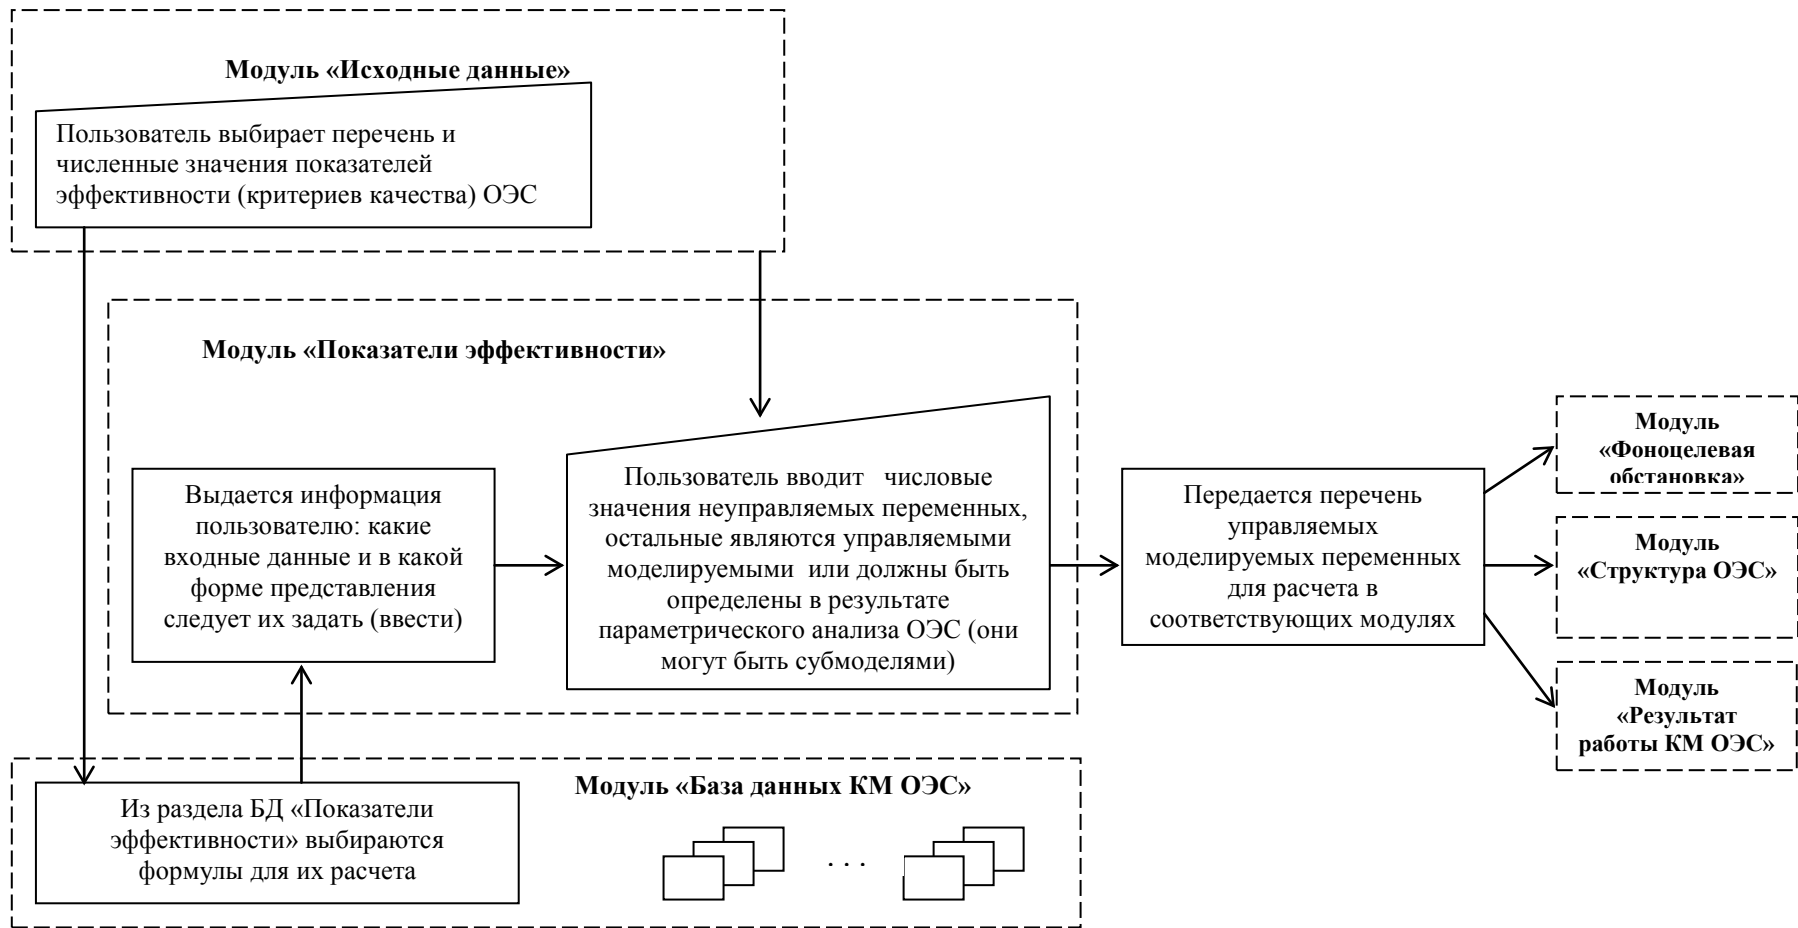 Модуль «Исходные данные»
Пользователь выбирает перечень и
численные значения показателей
эффективности (критериев качества) ОЭС
Модуль «Показатели эффективности»
Выдается информация
пользователю: какие
входные данные и в какой
форме представления
следует их задать (ввести)
Пользователь вводит числовые
значения неуправляемых переменных,
остальные являются управляемыми
моделируемыми или должны быть
определены в результате
параметрического анализа ОЭС (они
могут быть субмоделями)
Передается перечень
управляемых
моделируемых переменных
для расчета в
соответствующих модулях
Модуль
«Фоноцелевая
обстановка»
Модуль
«Структура ОЭС»
Модуль
«Результат
работы КМ ОЭС»
Модуль «База данных КМ ОЭС»
Из раздела БД «Показатели
эффективности» выбираются
формулы для их расчета
. . .